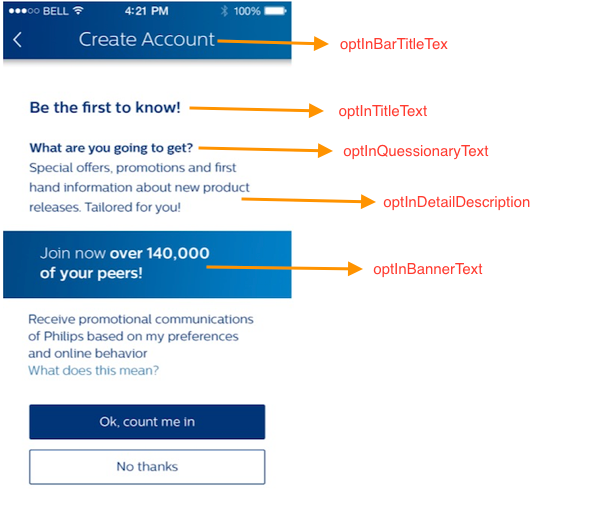 BELL 4:21 PM 100%
Create Account
optInBarTitleTex
Be the first to know!
optInTitleText
What are you going to get?
optInQuessionaryText
Special offers, promotions and first
hand information about new product
releases. Tailored for you!
optInDetailDescription
Join now over 140,000
of your peers!
optInBannerText
Receive promotional communications
of Philips based on my preferences
and online behavior
What does this mean?
Ok, count me in
No thanks